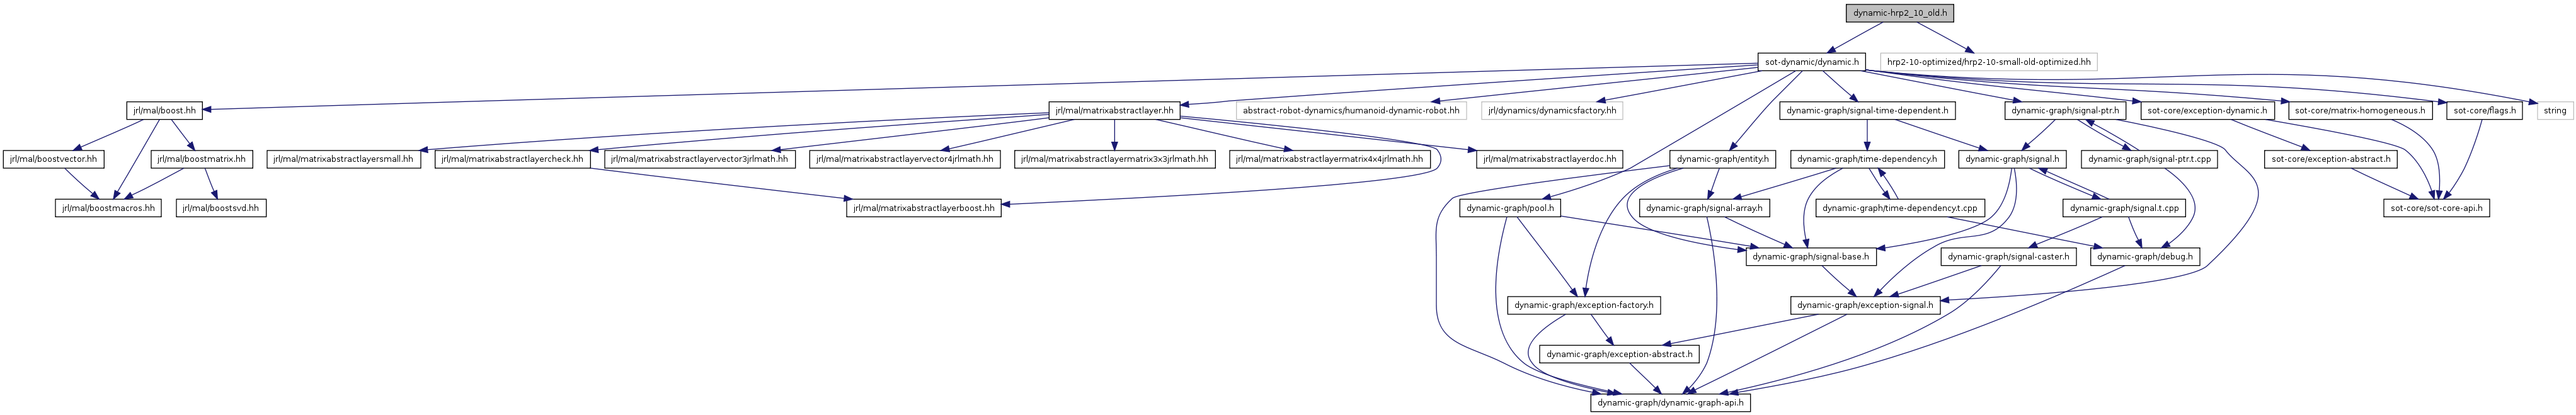 dynamic-hrp2_10_old.h
sot-dynamic/dynamic.h
hrp2-10-optimized/hrp2-10-small-old-optimized.hh
jrl/mal/boost.hh
jrl/mal/matrixabstractlayer.hh
abstract-robot-dynamics/humanoid-dynamic-robot.hh
jrl/dynamics/dynamicsfactory.hh
dynamic-graph/signal-time-dependent.h
dynamic-graph/signal-ptr.h
sot-core/exception-dynamic.h
sot-core/matrix-homogeneous.h
sot-core/flags.h
string
jrl/mal/boostvector.hh
jrl/mal/boostmatrix.hh
jrl/mal/matrixabstractlayersmall.hh
jrl/mal/matrixabstractlayercheck.hh
jrl/mal/matrixabstractlayervector3jrlmath.hh
jrl/mal/matrixabstractlayervector4jrlmath.hh
jrl/mal/matrixabstractlayermatrix3x3jrlmath.hh
jrl/mal/matrixabstractlayermatrix4x4jrlmath.hh
jrl/mal/matrixabstractlayerdoc.hh
dynamic-graph/entity.h
dynamic-graph/time-dependency.h
dynamic-graph/signal.h
dynamic-graph/signal-ptr.t.cpp
sot-core/exception-abstract.h
jrl/mal/boostmacros.hh
jrl/mal/boostsvd.hh
jrl/mal/matrixabstractlayerboost.hh
dynamic-graph/pool.h
dynamic-graph/signal-array.h
dynamic-graph/time-dependency.t.cpp
dynamic-graph/signal.t.cpp
sot-core/sot-core-api.h
dynamic-graph/signal-base.h
dynamic-graph/signal-caster.h
dynamic-graph/debug.h
dynamic-graph/exception-factory.h
dynamic-graph/exception-signal.h
dynamic-graph/exception-abstract.h
dynamic-graph/dynamic-graph-api.h